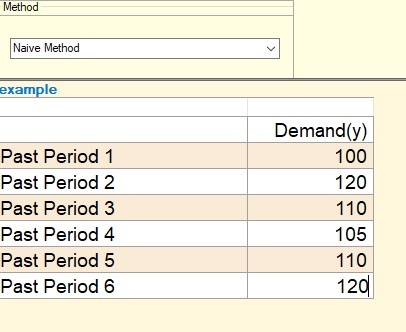 Method
Naive Method
example
Demand(y)
Past Period 1 100
Past Period 2 120
Past Period 3 110
Past Period 4 105
Past Period 5 110
Past Period 6 120